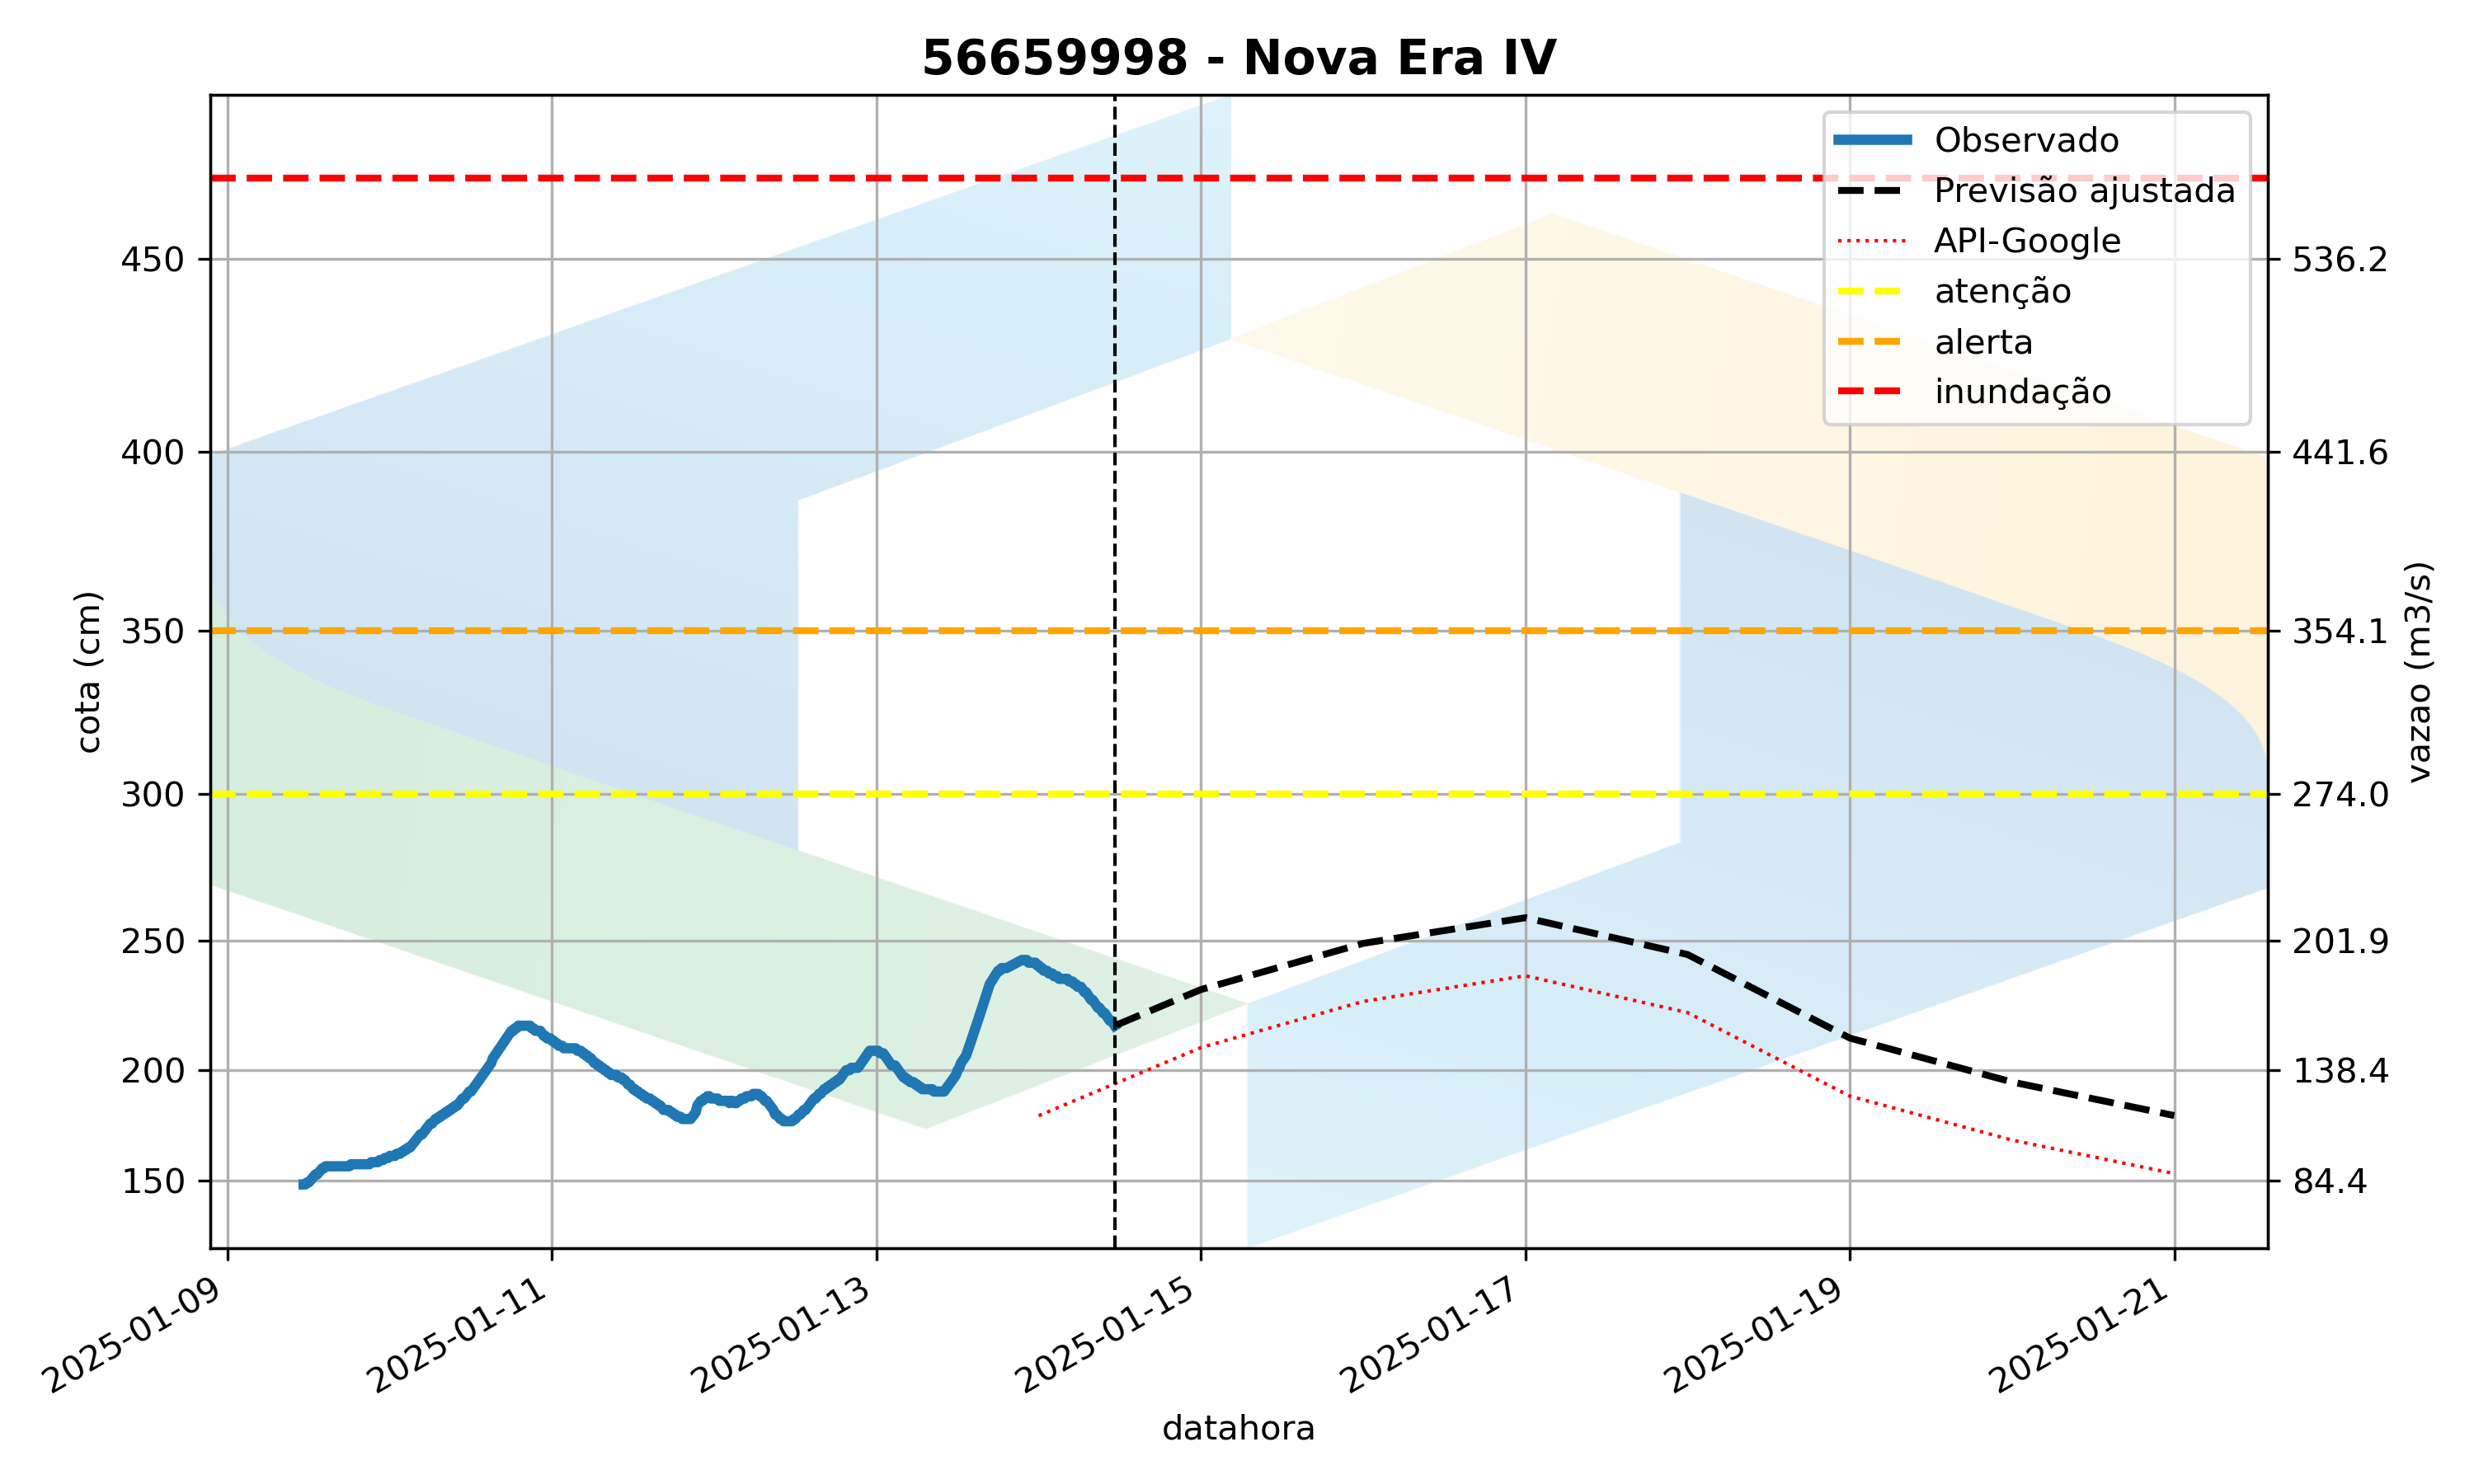 56659998 - Nova Era IV
Observado
Previsão ajustada
API-Google
atenção
alerta
inundação
cota (cm)
450
400
350
300
250
200
150
536.2
441.6
354.1
274.0
201.9
138.4
84.4
vazao (m3/s)
2025-01-09
2025-01-11
2025-01-13
2025-01-15
2025-01-17
2025-01-19
2025-01-21
datahora